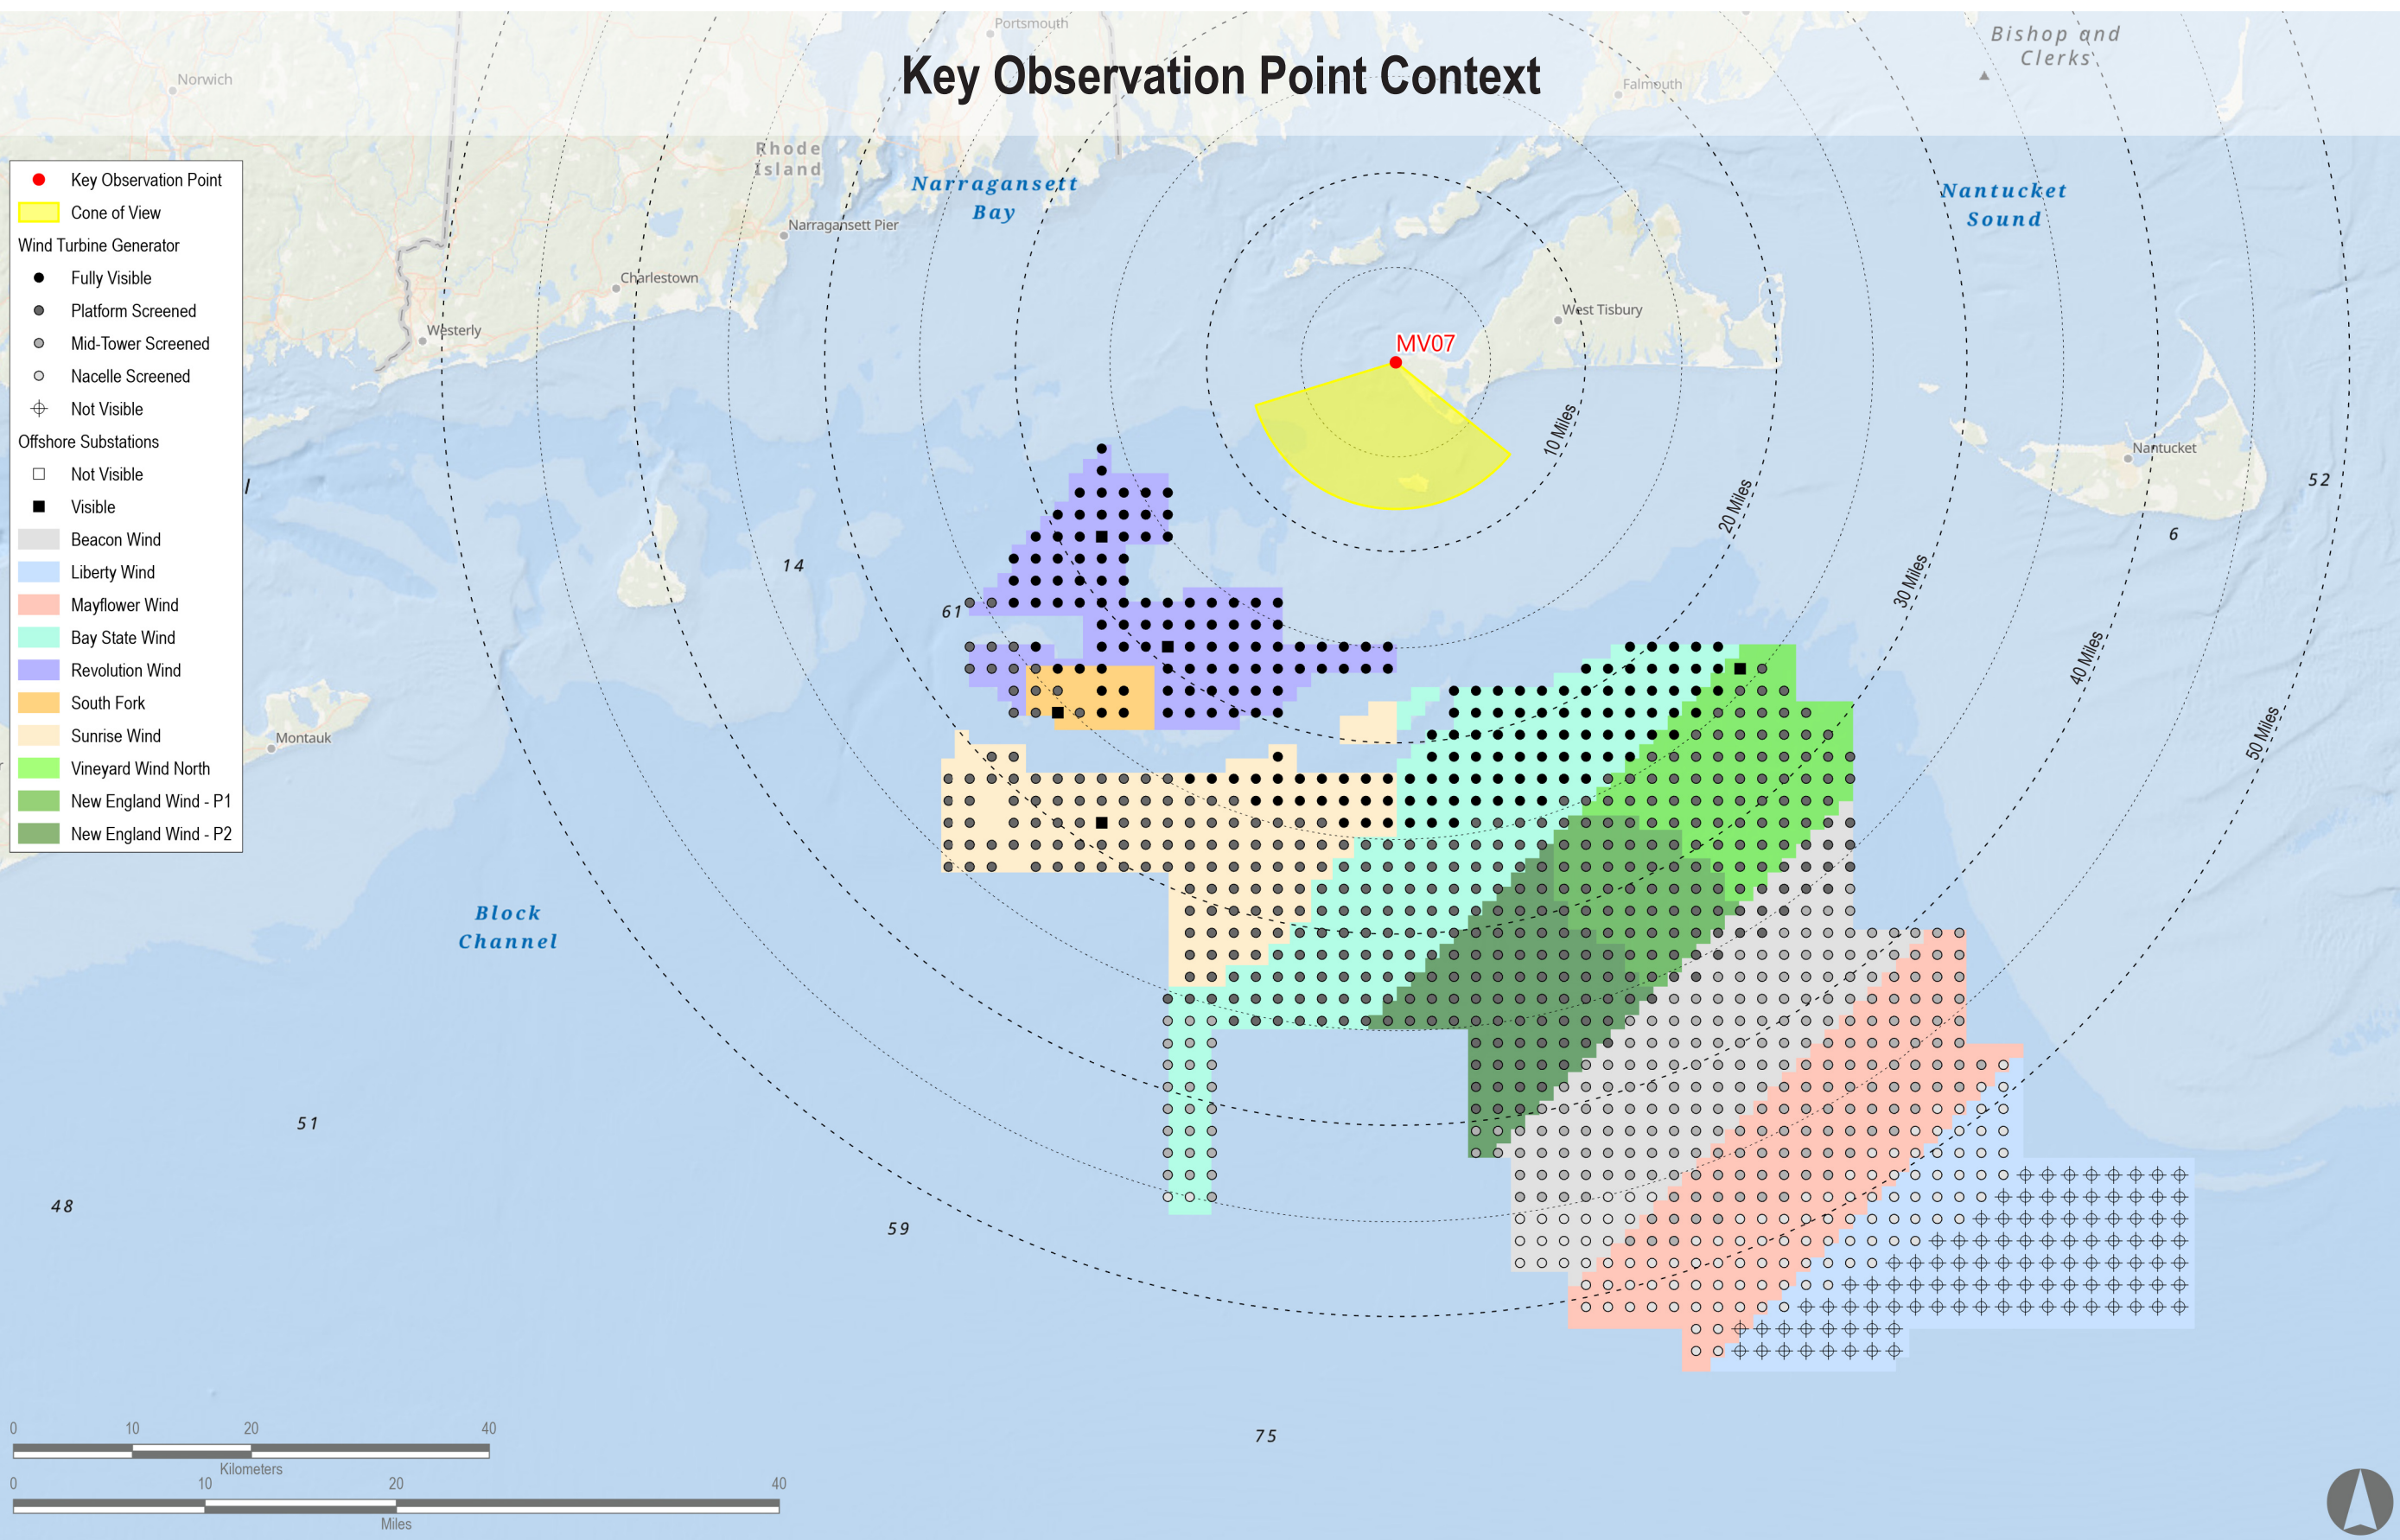 Key Observation Point Context
Portsmouth
Bishop and
Clerks
Norwich
Falmouth
Rhode
Island
Narragansett
Bay
Nantucket
Sound
Narragansett Pier
Charlestown
Westerly
West Tisbury
MV07
Nantucket
Montauk
Block
Channel
10 Miles
20 Miles
30 Miles
40 Miles
50 Miles
52
6
14
61
51
48
59
75
Key Observation Point
Cone of View
Wind Turbine Generator
Fully Visible
Platform Screened
Mid-Tower Screened
Nacelle Screened
Not Visible
Offshore Substations
Not Visible
Visible
Beacon Wind
Liberty Wind
Mayflower Wind
Bay State Wind
Revolution Wind
South Fork
Sunrise Wind
Vineyard Wind North
New England Wind - P1
New England Wind - P2
0 10 20 40
Kilometers
0 10 20 40
Miles